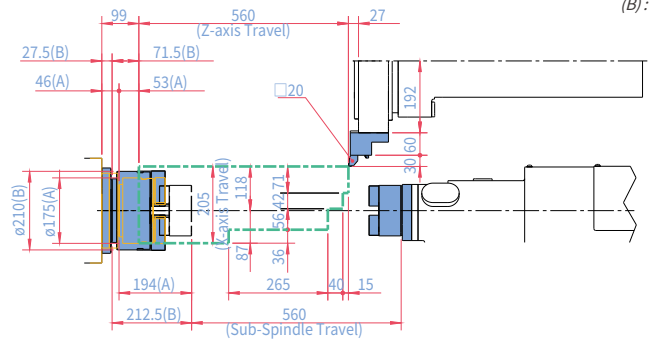 (B):
99
560
27
(Z-axis Travel)
27.5(B)
71.5(B)
46(A)
53(A)
□20
192
60
30
ø210(B)
ø175(A)
205
(X-axis Travel)
118
71
42
56
87
36
194(A)
265
40
15
212.5(B)
560
(Sub-Spindle Travel)